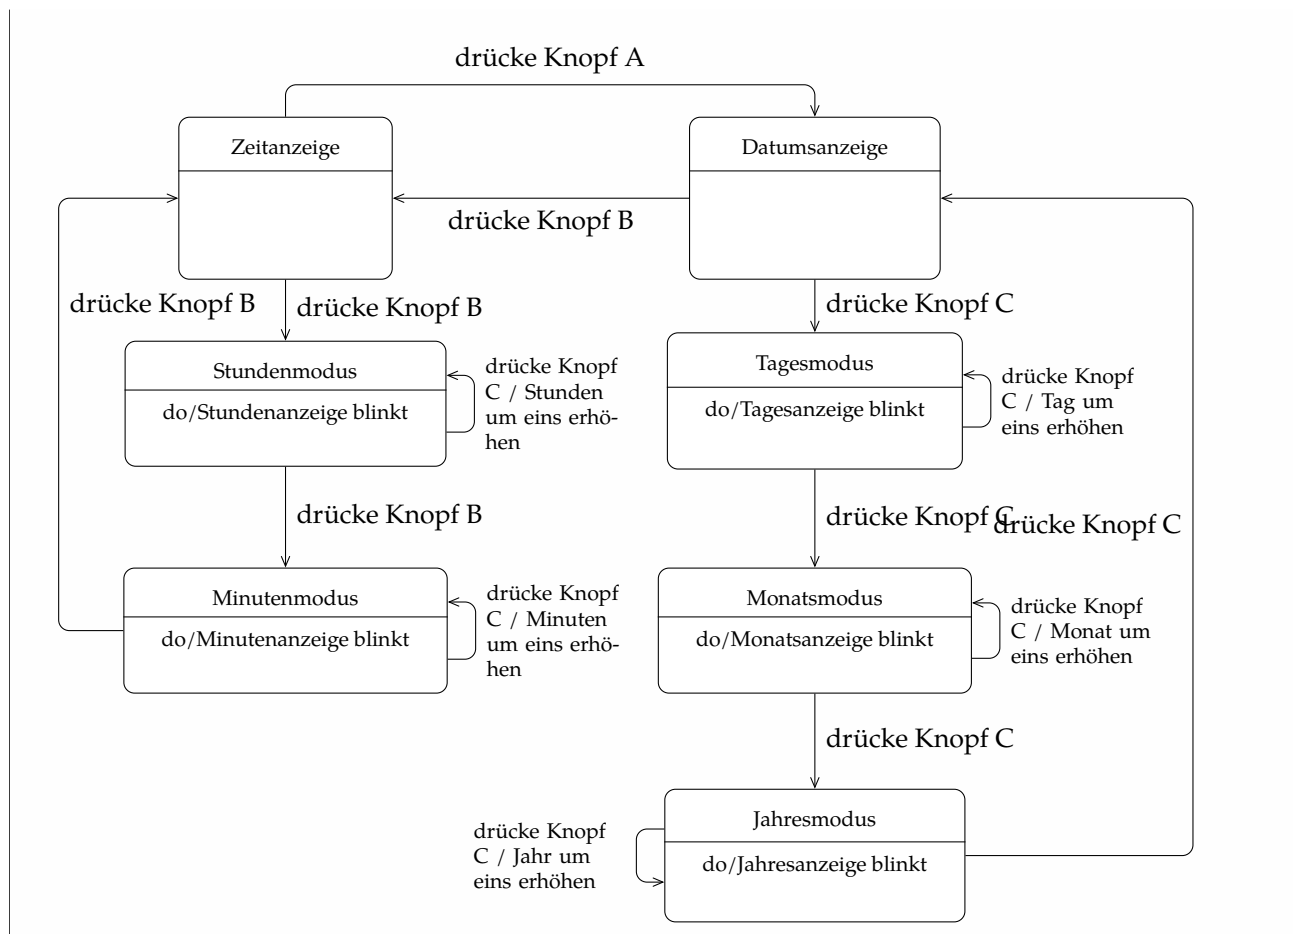 drücke Knopf A
Zeitanzeige
Datumsanzeige
drücke Knopf B
drücke Knopf B
drücke Knopf B
drücke Knopf C
Stundenmodus
do/Stundenanzeige blinkt
drücke Knopf
C / Stunden
um eins erhö-
hen
Tagesmodus
do/Tagesanzeige blinkt
drücke Knopf
C / Tag um
eins erhöhen
drücke Knopf B
drücke Knopf C
drücke Knopf C
Minutenmodus
do/Minutenanzeige blinkt
drücke Knopf
C / Minuten
um eins erhö-
hen
Monatsmodus
do/Monatsanzeige blinkt
drücke Knopf
C / Monat um
eins erhöhen
drücke Knopf C
drücke Knopf
C / Jahr um
eins erhöhen
Jahresmodus
do/Jahresanzeige blinkt